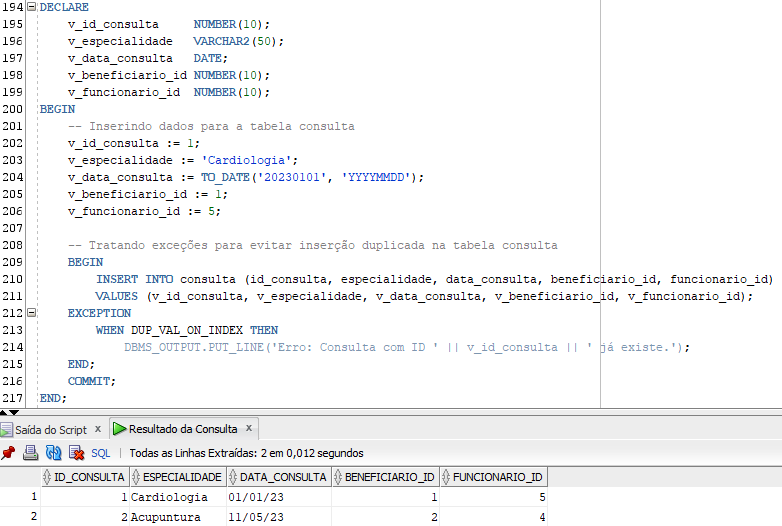 194 DECLARE
195 v_id_consulta NUMBER(10);
196 v_especialidade VARCHAR2(50);
197 v_data_consulta DATE;
198 v_beneficiario_id NUMBER(10);
199 v_funcionario_id NUMBER(10);
200 BEGIN
201 -- Inserindo dados para a tabela consulta
202 v_id_consulta := 1;
203 v_especialidade := 'Cardiologia';
204 v_data_consulta := TO_DATE('20230101', 'YYYYMMDD');
205 v_beneficiario_id := 1;
206 v_funcionario_id := 5;
207
208 -- Tratando exceções para evitar inserção duplicada na tabela consulta
209 BEGIN
210 INSERT INTO consulta (id_consulta, especialidade, data_consulta, beneficiario_id, funcionario_id)
211 VALUES (v_id_consulta, v_especialidade, v_data_consulta, v_beneficiario_id, v_funcionario_id);
212 EXCEPTION
213 WHEN DUP_VAL_ON_INDEX THEN
214 DBMS_OUTPUT.PUT_LINE('Erro: Consulta com ID ' || v_id_consulta || ' já existe.');
215 END;
216 COMMIT;
217 END;
Saída do Script x Resultado da Consulta x
SQL | Todas as Linhas Extraídas: 2 em 0,012 segundos
ID_CONSULTA ESPECIALIDADE DATA_CONSULTA BENEFICIARIO_ID FUNCIONARIO_ID
1 1 Cardiologia 01/01/23 1 5
2 2 Acupuntura 11/05/23 2 4